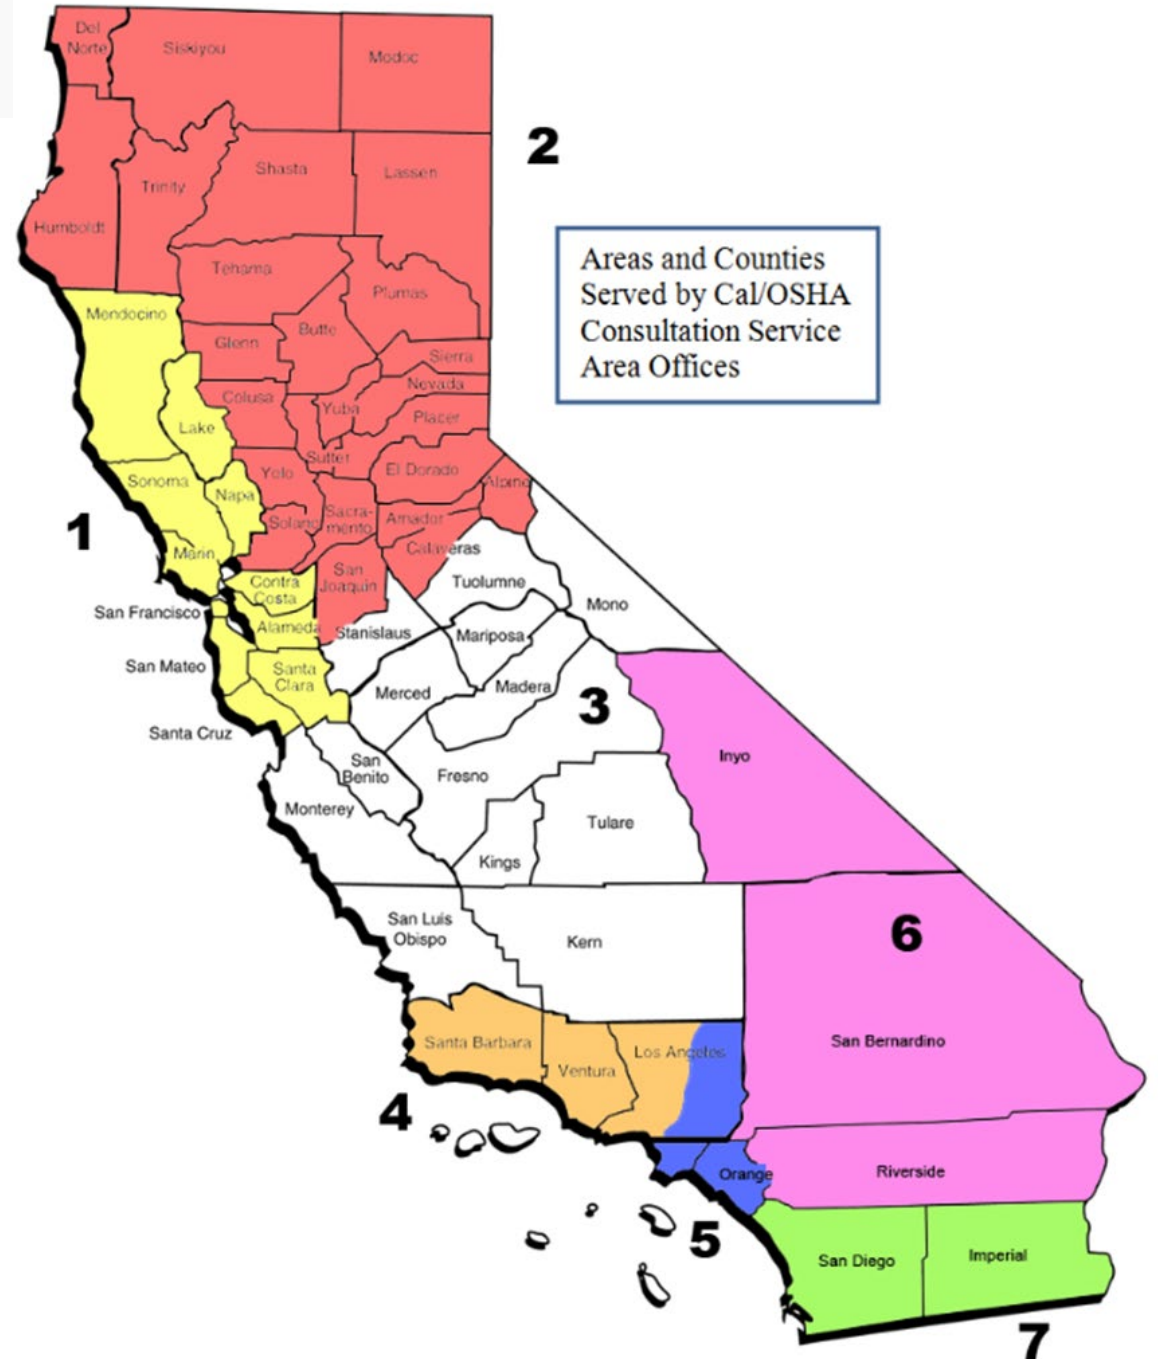 Del
Norte
Siskiyou
Modoc
2
Shasta
Lassen
Trinity
Humboldt
Areas and Counties
Served by Cal/OSHA
Consultation Service
Area Offices
Tehama
Plumas
Mendocino
Butte
Glenn
Sierra
Nevada
Colusa
Yuba
Placer
Lake
Sutter
El Dorado
Yolo
Sonoma
Napa
Alpine
1
Solano
Sacra-
mento
Amador
Marin
Calaveras
San
Joaquin
Contra
Costa
Tuolumne
Mono
San Francisco
Alameda
Stanislaus
Mariposa
San Mateo
Santa
Clara
Merced
Madera
3
Santa Cruz
San
Benito
Fresno
Inyo
Monterey
Tulare
Kings
San Luis
Obispo
Kern
6
Santa Barbara
Ventura
Los Angeles
San Bernardino
4
Orange
Riverside
5
San Diego
Imperial
7